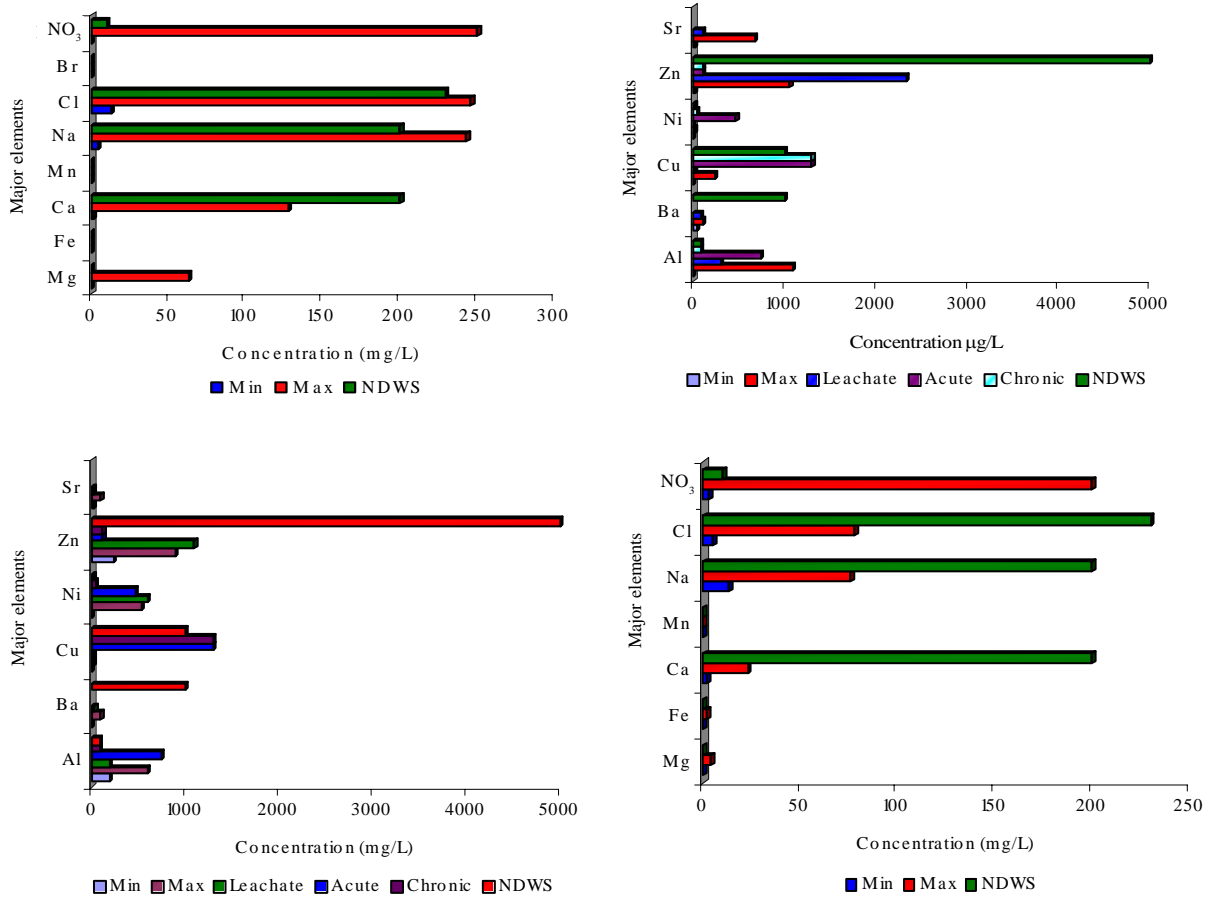 NO3
Br
Cl
Na
Mn
Ca
Fe
Mg
Major elements
0 50 100 150 200 250 300
Concentration (mg/L)
Min Max NDWS
Sr
Zn
Ni
Cu
Ba
Al
Major elements
0 1000 2000 3000 4000 5000
Concentration µg/L
Min Max Leachate Acute Chronic NDWS
Sr
Zn
Ni
Cu
Ba
Al
Major elements
0 1000 2000 3000 4000 5000
Concentration (mg/L)
Min Max Leachate Acute Chronic NDWS
NO3
Cl
Na
Mn
Ca
Fe
Mg
Major elements
0 50 100 150 200 250
Concentration (mg/L)
Min Max NDWS